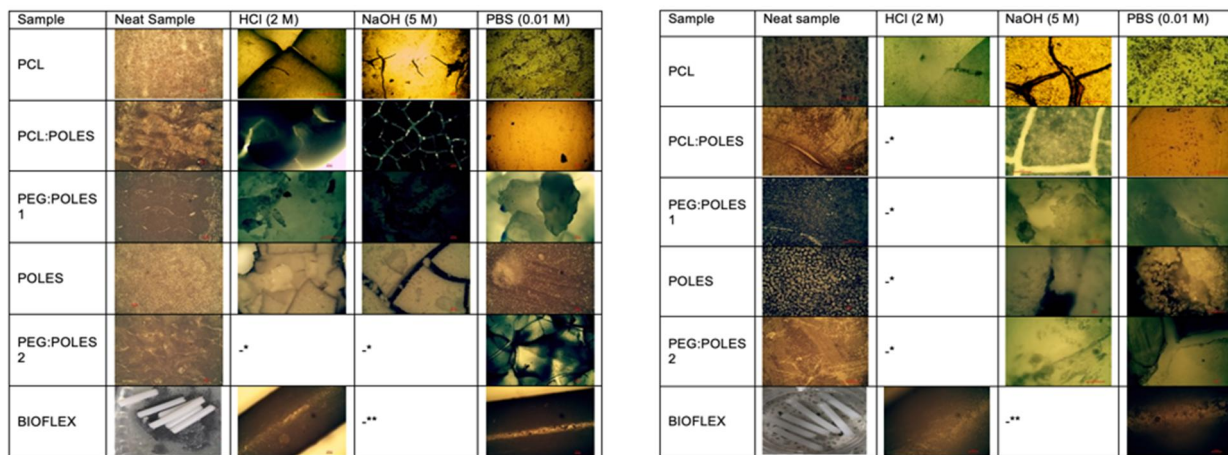 Sample Neat Sample HCl (2 M) NaOH (5 M) PBS (0.01 M)
PCL
PCL:POLES
PEG:POLES
1
POLES
PEG:POLES
2
-* -*
BIOFLEX
-**
Sample Neat sample HCl (2 M) NaOH (5 M) PBS (0.01 M)
PCL
PCL:POLES
-*
PEG:POLES
1
-*
POLES
-*
PEG:POLES
2
-*
BIOFLEX
-**